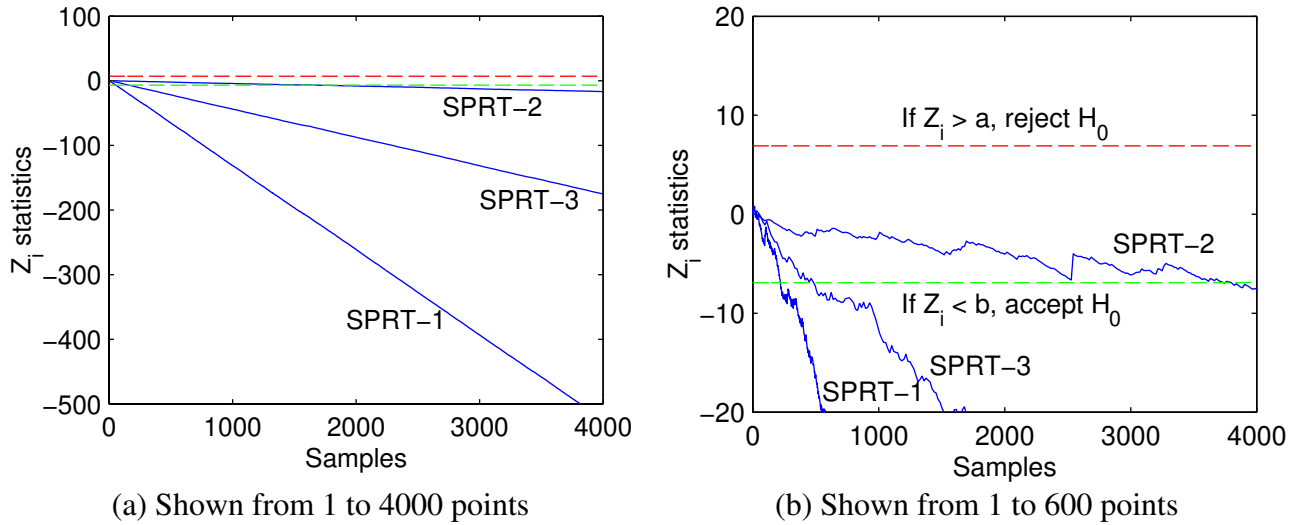 100
0
−100
−200
−300
−400
−500
Z_i statistics
SPRT−2
SPRT−3
SPRT−1
0 1000 2000 3000 4000
Samples
(a) Shown from 1 to 4000 points
20
10
0
−10
−20
Z_i statistics
If Z_i > a, reject H_0
SPRT−2
If Z_i < b, accept H_0
SPRT−3
SPRT−1
0 1000 2000 3000 4000
Samples
(b) Shown from 1 to 600 points